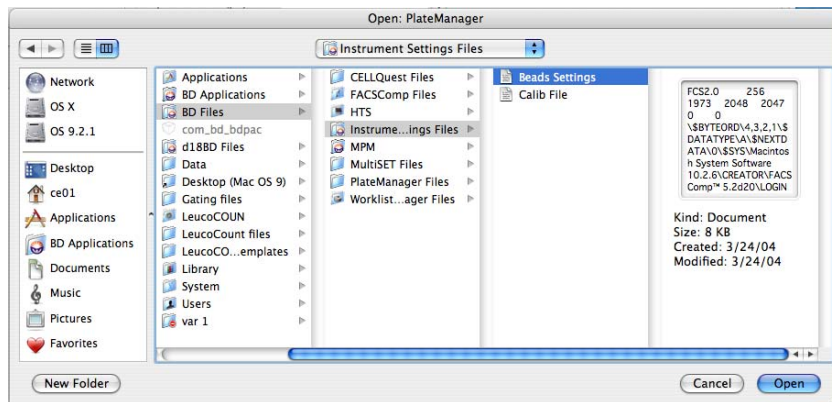 Open: PlateManager
Instrument Settings Files
Network
OS X
OS 9.2.1
Desktop
ce01
Applications
BD Applications
Documents
Music
Pictures
Favorites
Applications
BD Applications
BD Files
com_bd_bdpac
d18BD Files
Data
Desktop (Mac OS 9)
Gating files
LeucoCOUN
LeucoCount files
LeucoCO...emplates
Library
System
Users
var 1
CELLQuest Files
FACSComp Files
HTS
Instrume...ings Files
MPM
MultiSET Files
PlateManager Files
Worklist...ager Files
Beads Settings
Calib File
FCS2.0 256
1973 2048 2047
0 0
\$BYTEORD\4,3,2,1\$
DATATYPE\A\$NEXTD
ATA\0\$SYS\Macintos
h System Software
10.2.6\CREATOR\FACS
Comp™ 5.2d20\LOGIN
Kind: Document
Size: 8 KB
Created: 3/24/04
Modified: 3/24/04
New Folder
Cancel
Open